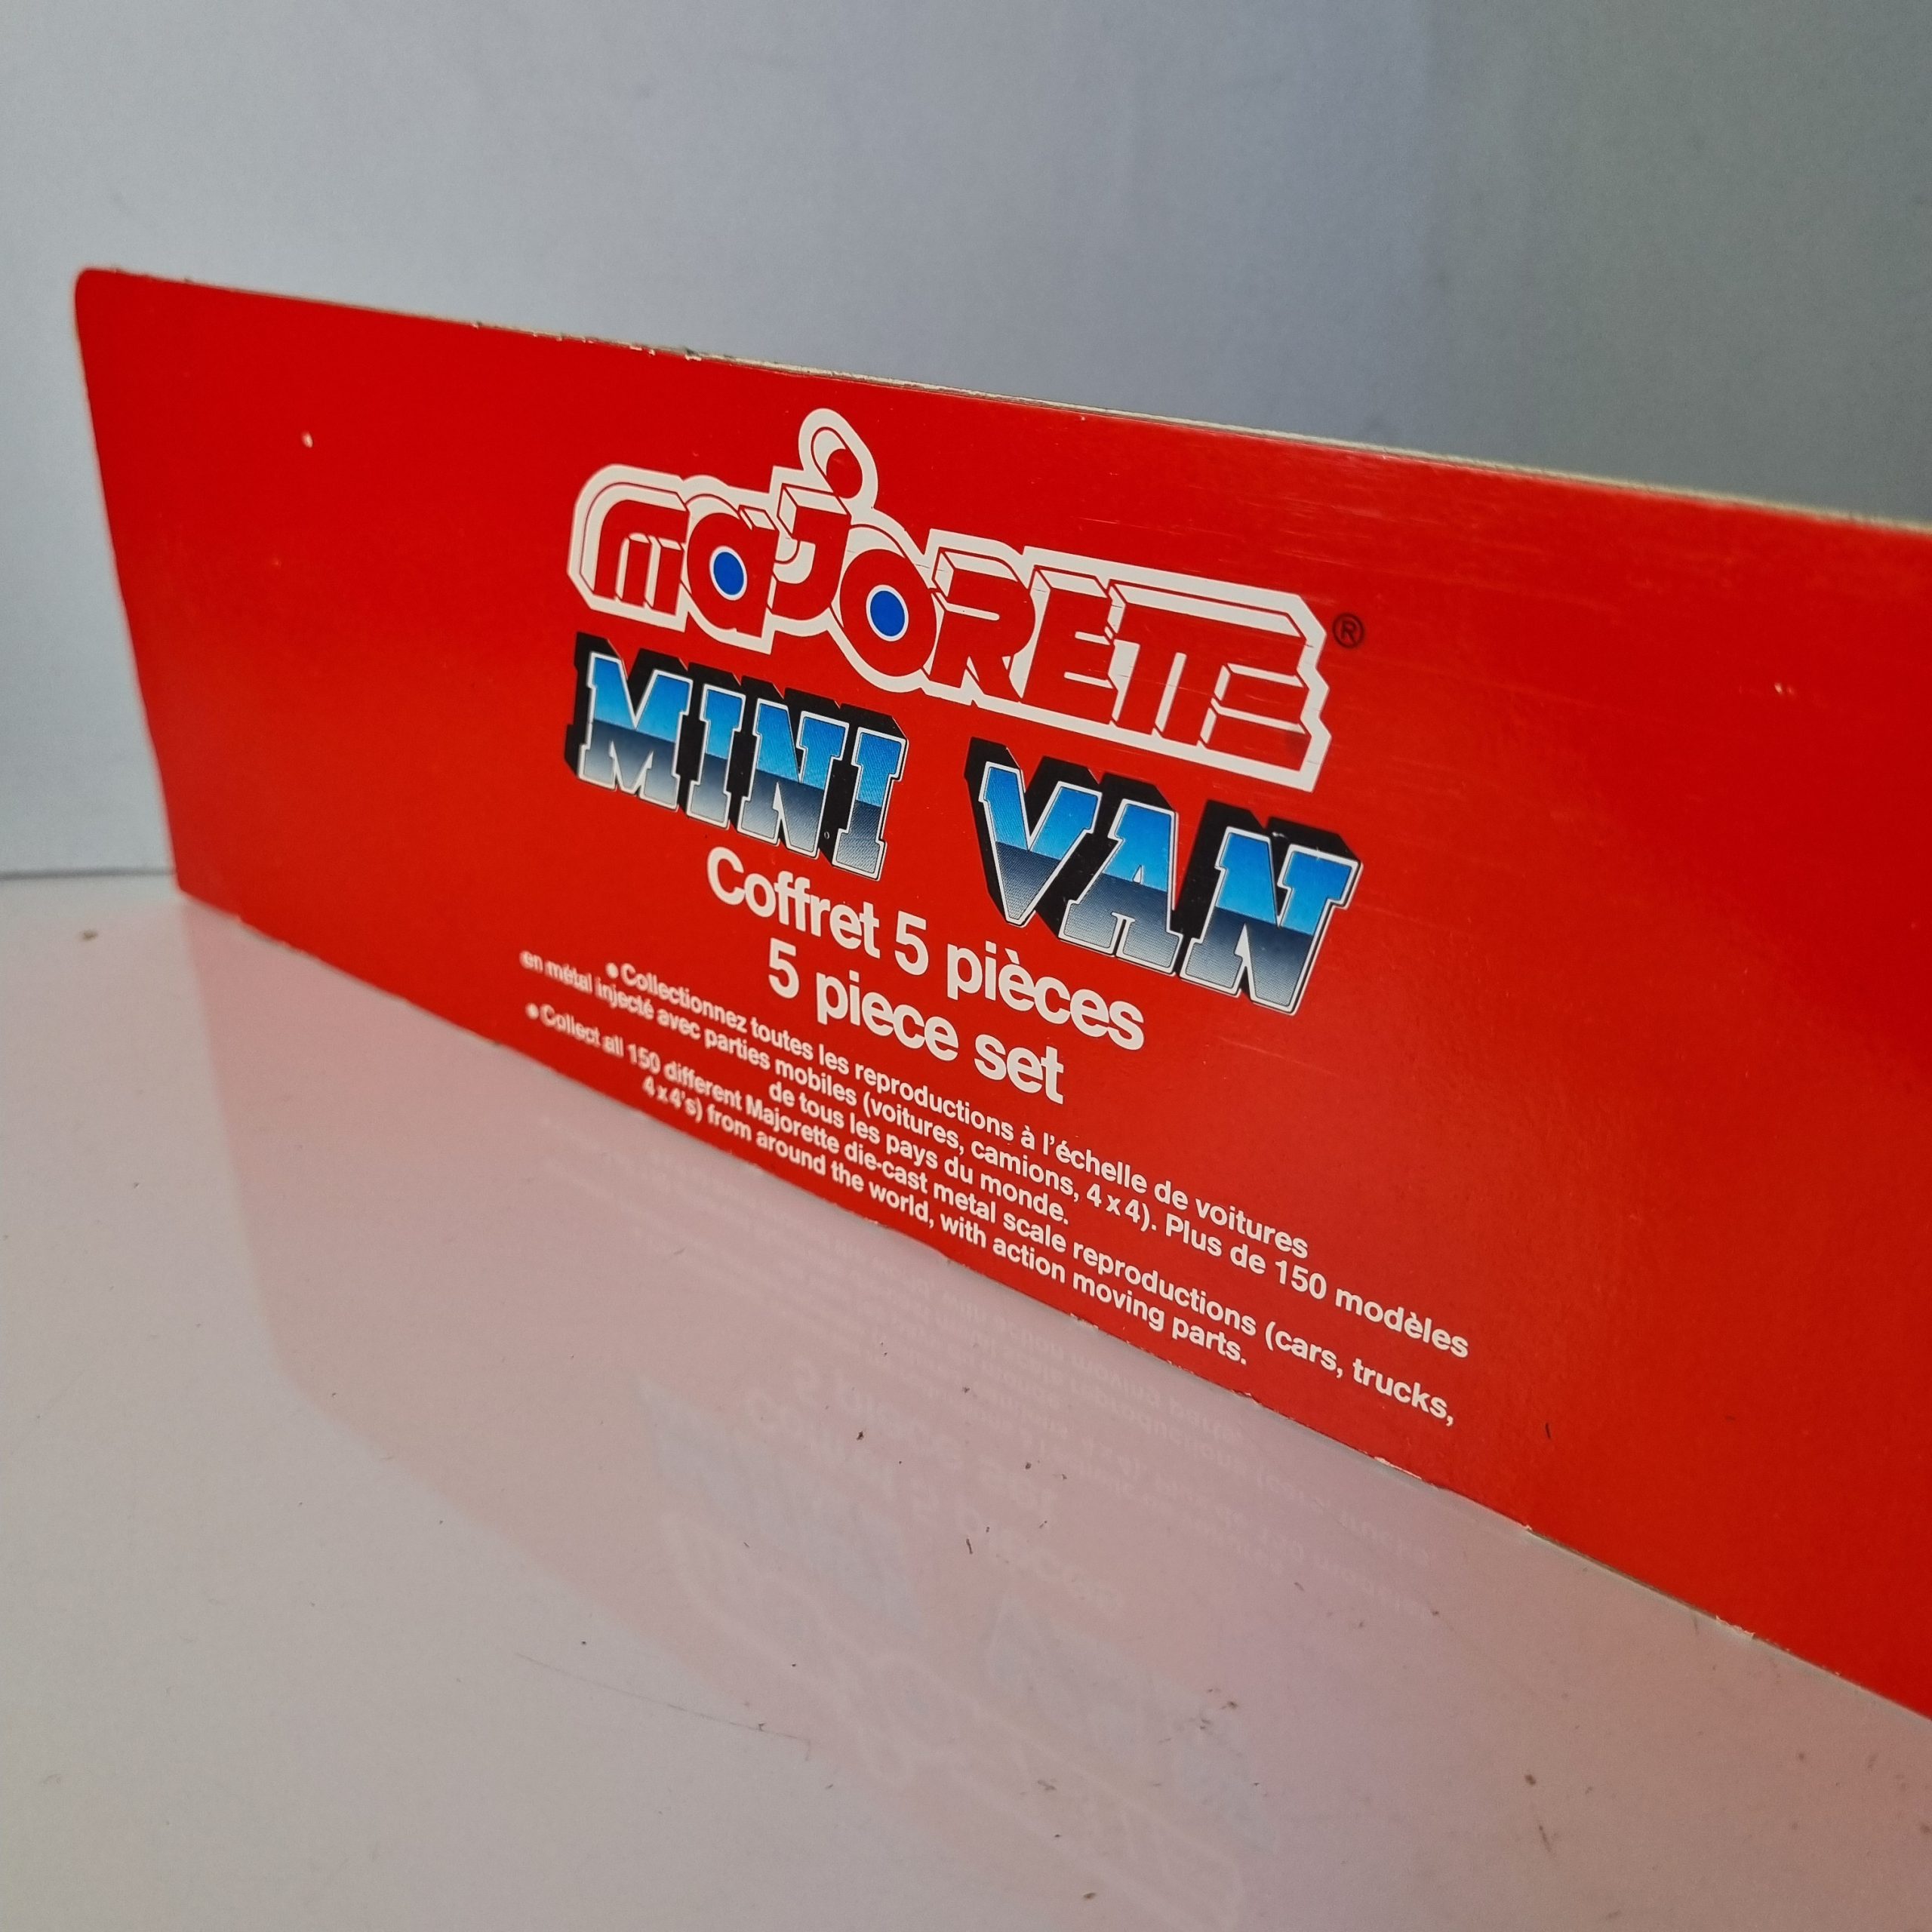 majORETTE ®
MINI VAN
Coffret 5 pièces
5 piece set
● Collectionnez toutes les reproductions à l'échelle de voitures
en métal injecté avec parties mobiles (voitures, camions, 4 x 4). Plus de 150 modèles
de tous les pays du monde.
● Collect all 150 different Majorette die-cast metal scale reproductions (cars, trucks,
4 x 4's) from around the world, with action moving parts.